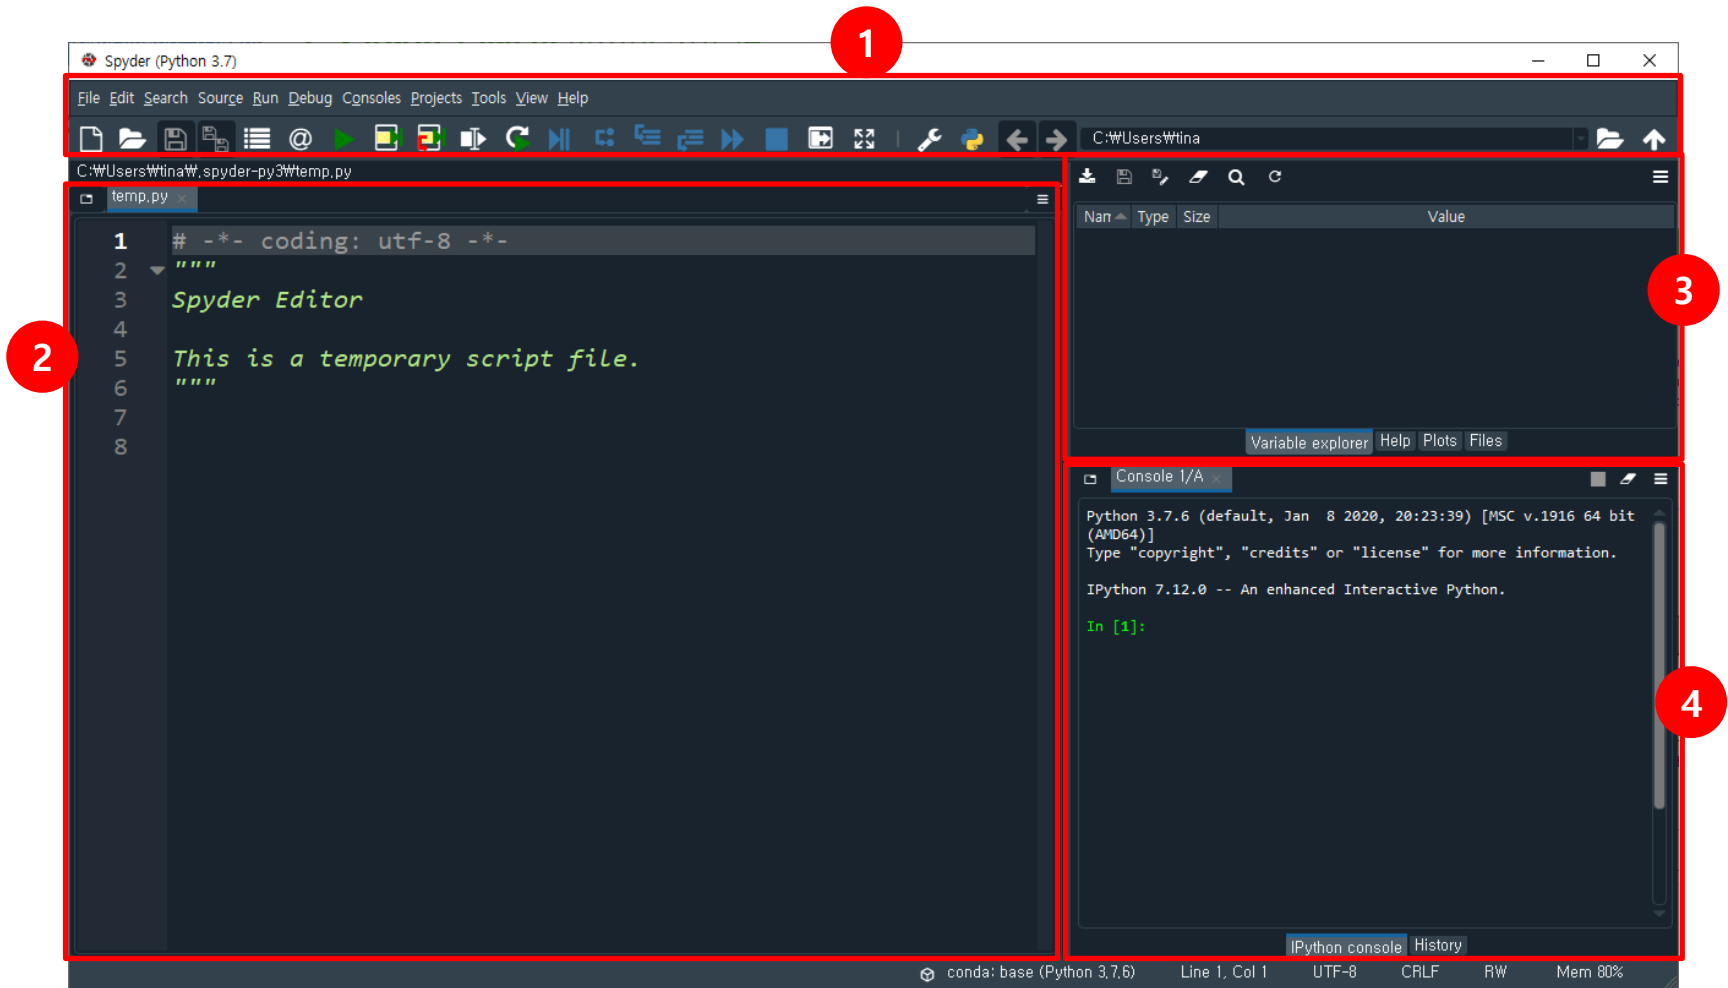 1
Spyder (Python 3.7)
File Edit Search Source Run Debug Consoles Projects Tools View Help
C:₩Users₩tina
C:₩Users₩tina₩.spyder-py3₩temp.py
temp.py
1 # -*- coding: utf-8 -*-
2 """
3 Spyder Editor
4
5 This is a temporary script file.
6 """
7
8
2
Nam Type Size Value
3
Variable explorer Help Plots Files
Console 1/A
Python 3.7.6 (default, Jan  8 2020, 20:23:39) [MSC v.1916 64 bit
(AMD64)]
Type "copyright", "credits" or "license" for more information.
IPython 7.12.0 -- An enhanced Interactive Python.
In [1]:
4
IPython console History
conda: base (Python 3.7.6) Line 1, Col 1 UTF-8 CRLF RW Mem 80%